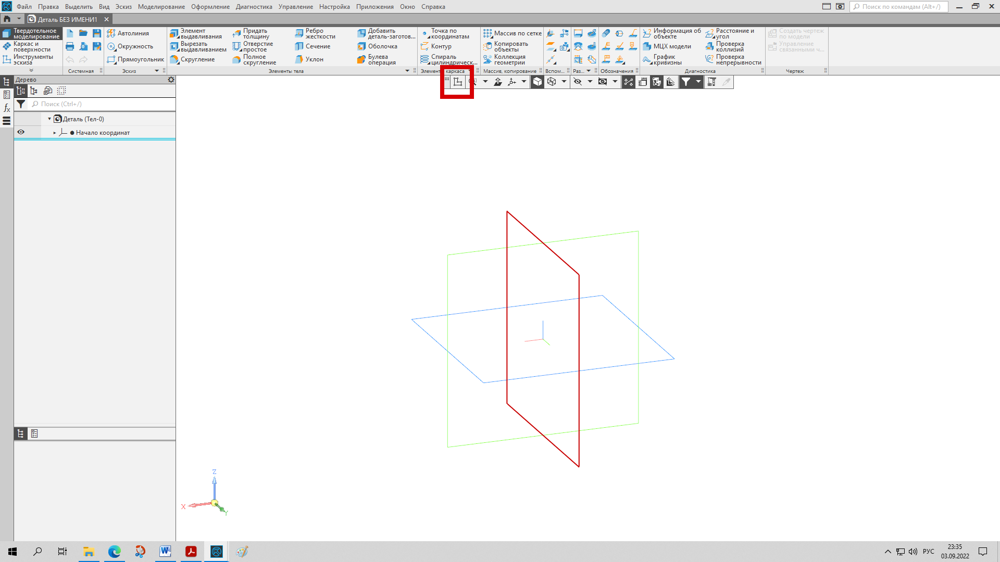 Файл Правка Выделить Вид Эскиз Моделирование Оформление Диагностика Управление Настройка Приложения Окно Справка
Поиск по командам (Alt+/)
Деталь БЕЗ ИМЕНИ1
Твердотельное
моделирование
Каркас и
поверхности
Инструменты
эскиза
Системная
Автолиния
Окружность
Прямоугольник
Эскиз
Элемент
выдавливания
Вырезать
выдавливанием
Скругление
Придать
толщину
Отверстие
простое
Полное
скругление
Ребро
жесткости
Сечение
Уклон
Добавить
деталь-заготов...
Оболочка
Булева
операция
Элементы тела
Точка по
координатам
Контур
Спираль
цилиндрическ...
каркаса
Массив по сетке
Копировать
объекты
Коллекция
геометрии
Массив, копирование
Вспом...
Раз...
Обозначения
Информация об
объекте
МЦХ модели
График
кривизны
Расстояние и
угол
Проверка
коллизий
Проверка
непрерывности
Диагностика
Создать чертеж
по модели
Управление
связанными ч...
Чертеж
Дерево
Поиск (Ctrl+/)
Деталь (Тел-0)
Начало координат
Z
X
Y
РУС
23:35
03.09.2022